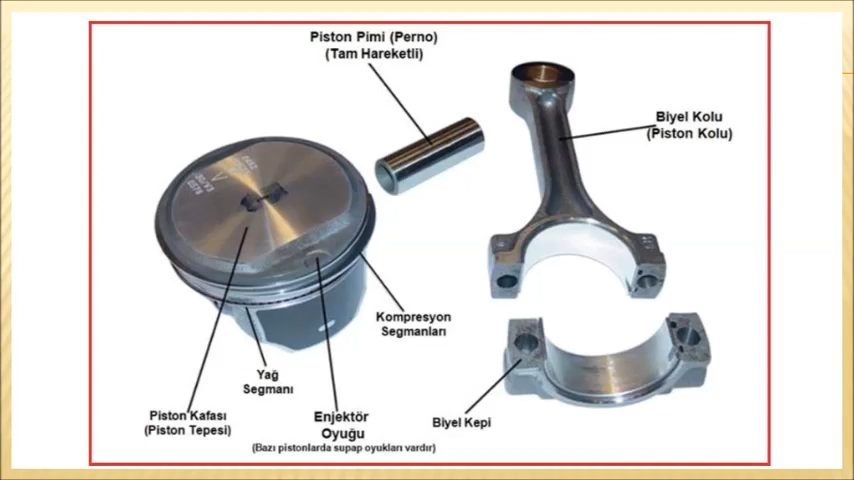 Piston Pimi (Perno)
(Tam Hareketli)
Biyel Kolu
(Piston Kolu)
Kompresyon
Segmanları
Yağ
Segmanı
Piston Kafası
(Piston Tepesi)
Enjektör
Oyuğu
(Bazı pistonlarda supap oyukları vardır)
Biyel Kepi